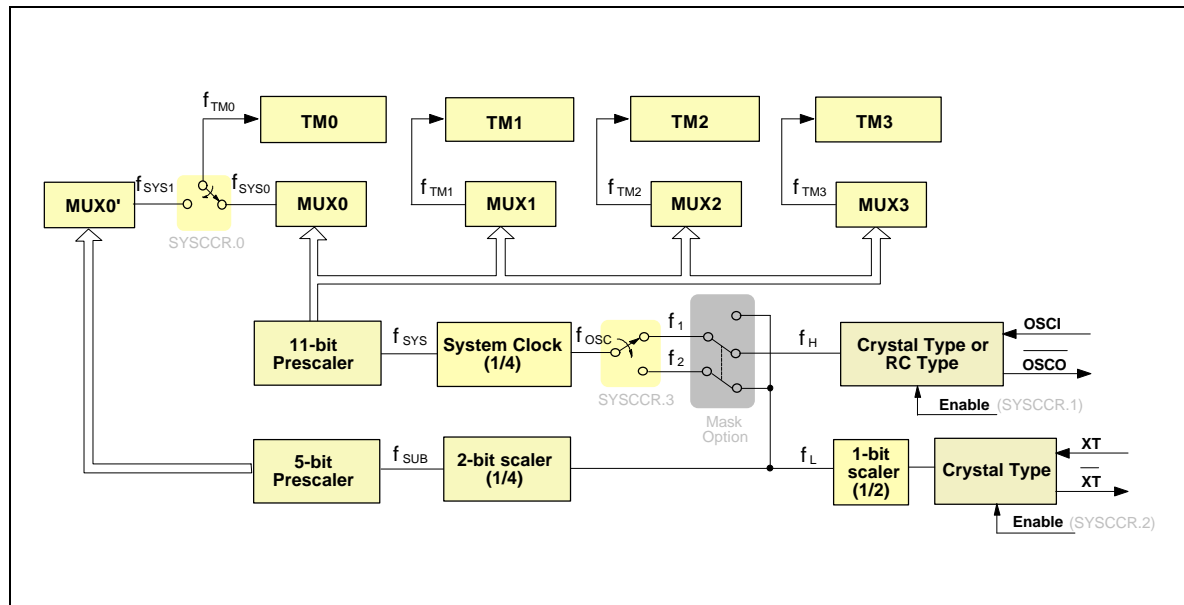 fTM0
TM0
TM1
TM2
TM3
fSYS1
fSYS0
fTM1
fTM2
fTM3
MUX0'
MUX0
MUX1
MUX2
MUX3
SYSCCR.0
11-bit
Prescaler
fSYS
System Clock
(1/4)
fOSC
f1
f2
SYSCCR.3
Mask
Option
fH
Crystal Type or
RC Type
OSCI
OSCO
Enable (SYSCCR.1)
5-bit
Prescaler
fSUB
2-bit scaler
(1/4)
fL
1-bit
scaler
(1/2)
Crystal Type
XT
XT
Enable (SYSCCR.2)